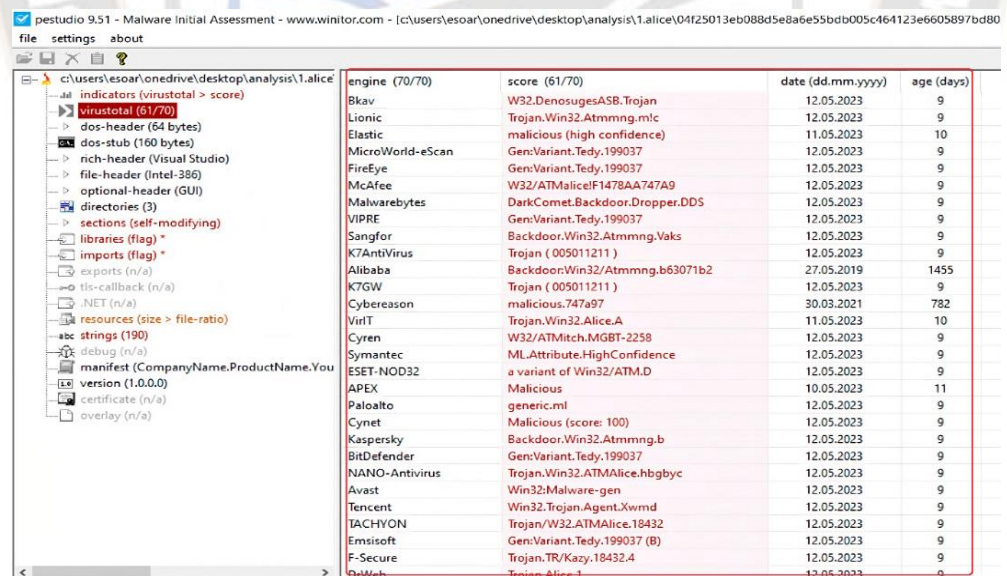 pestudio 9.51 - Malware Initial Assessment - www.winitor.com - [c:\users\esoar\onedrive\desktop\analysis\1.alice\04f25013eb088d5e8a6e55bdb005c464123e6605897bd80
file settings about
c:\users\esoar\onedrive\desktop\analysis\1.alice
indicators (virustotal > score)
virustotal (61/70)
dos-header (64 bytes)
dos-stub (160 bytes)
rich-header (Visual Studio)
file-header (Intel-386)
optional-header (GUI)
directories (3)
sections (self-modifying)
libraries (flag) *
imports (flag) *
exports (n/a)
tls-callback (n/a)
.NET (n/a)
resources (size > file-ratio)
abc strings (190)
debug (n/a)
manifest (CompanyName.ProductName.You
1.0 version (1.0.0.0)
certificate (n/a)
overlay (n/a)
engine (70/70) score (61/70) date (dd.mm.yyyy) age (days)
Bkav W32.DenosugesASB.Trojan 12.05.2023 9
Lionic Trojan.Win32.Atmmng.m!c 12.05.2023 9
Elastic malicious (high confidence) 11.05.2023 10
MicroWorld-eScan Gen:Variant.Tedy.199037 12.05.2023 9
FireEye Gen:Variant.Tedy.199037 12.05.2023 9
McAfee W32/ATMalice!F1478AA747A9 12.05.2023 9
Malwarebytes DarkComet.Backdoor.Dropper.DDS 12.05.2023 9
VIPRE Gen:Variant.Tedy.199037 12.05.2023 9
Sangfor Backdoor.Win32.Atmmng.Vaks 12.05.2023 9
K7AntiVirus Trojan ( 005011211 ) 12.05.2023 9
Alibaba Backdoor:Win32/Atmmng.b63071b2 27.05.2019 1455
K7GW Trojan ( 005011211 ) 12.05.2023 9
Cybereason malicious.747a97 30.03.2021 782
VirIT Trojan.Win32.Alice.A 11.05.2023 10
Cyren W32/ATMitch.MGBT-2258 12.05.2023 9
Symantec ML.Attribute.HighConfidence 12.05.2023 9
ESET-NOD32 a variant of Win32/ATM.D 12.05.2023 9
APEX Malicious 10.05.2023 11
Paloalto generic.ml 12.05.2023 9
Cynet Malicious (score: 100) 12.05.2023 9
Kaspersky Backdoor.Win32.Atmmng.b 12.05.2023 9
BitDefender Gen:Variant.Tedy.199037 12.05.2023 9
NANO-Antivirus Trojan.Win32.ATMAlice.hbgbyc 12.05.2023 9
Avast Win32:Malware-gen 12.05.2023 9
Tencent Win32.Trojan.Agent.Xwmd 12.05.2023 9
TACHYON Trojan/W32.ATMAlice.18432 12.05.2023 9
Emsisoft Gen:Variant.Tedy.199037 (B) 12.05.2023 9
F-Secure Trojan.TR/Kazy.18432.4 12.05.2023 9
DrWeb Trojan.Alice.1 12.05.2023 9